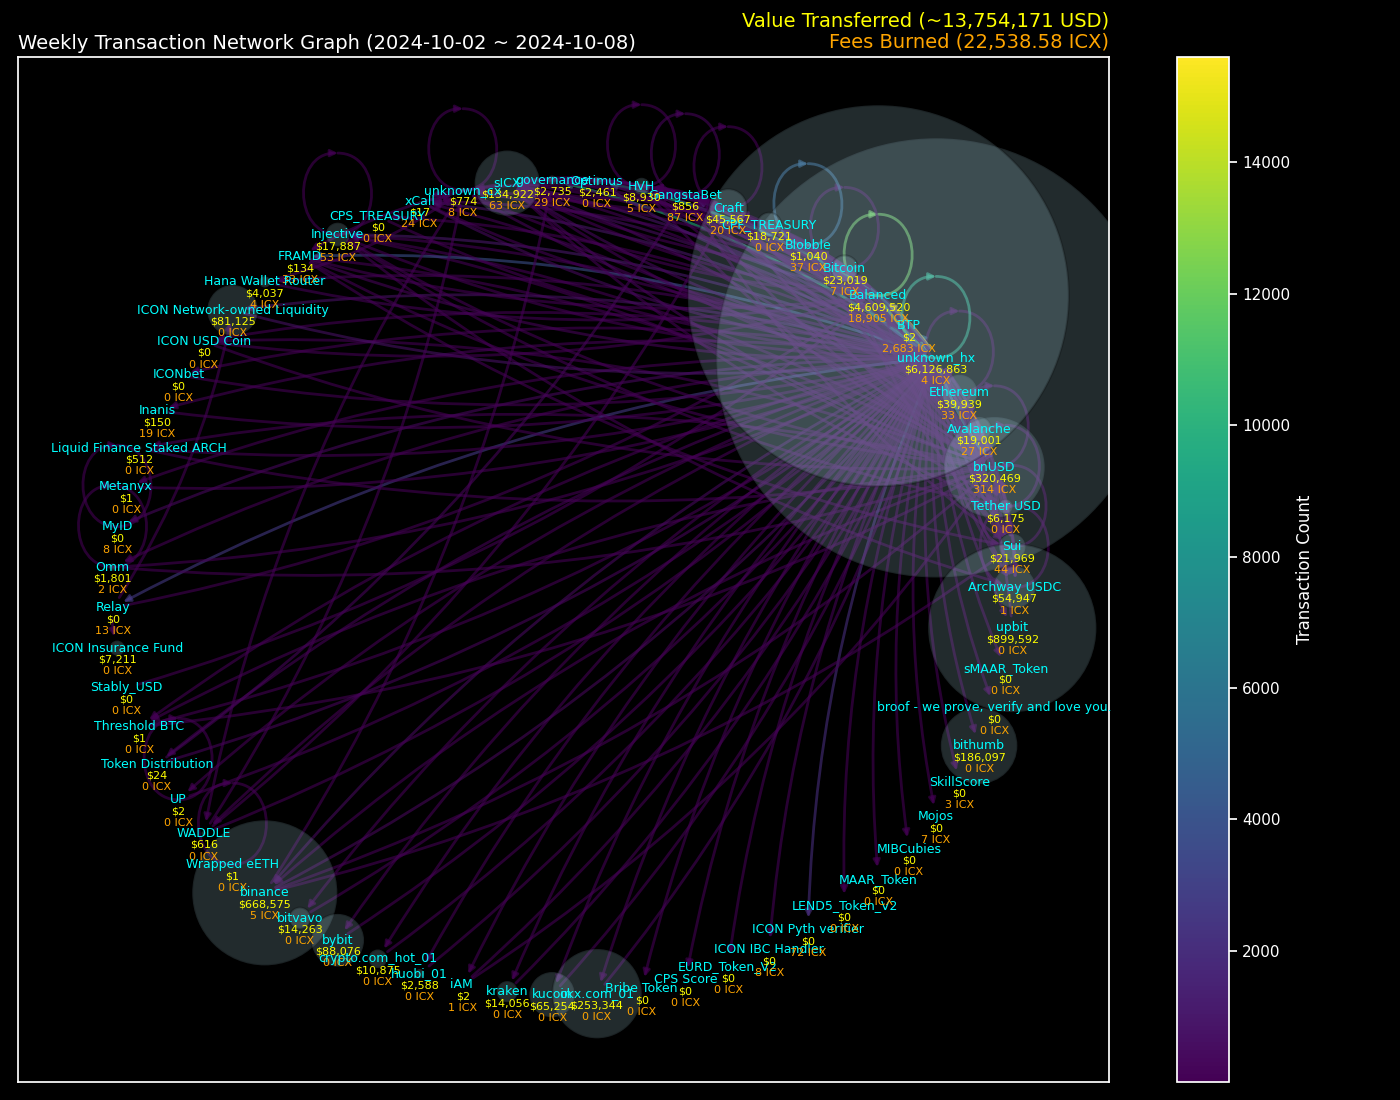 Value Transferred (~13,754,171 USD)
Weekly Transaction Network Graph (2024-10-02 ~ 2024-10-08)
Fees Burned (22,538.58 ICX)
governance
$2,735
29 ICX
Optimus
$2,461
0 ICX
HVH
$8,930
5 ICX
GangstaBet
$856
87 ICX
Craft
$45,567
20 ICX
CPF_TREASURY
$18,721
0 ICX
Blobble
$1,040
37 ICX
Bitcoin
$23,019
7 ICX
Balanced
$4,609,520
18,905 ICX
BTP
$2
2,683 ICX
unknown_hx
$6,126,863
4 ICX
Ethereum
$39,939
33 ICX
Avalanche
$19,001
27 ICX
bnUSD
$320,469
314 ICX
Tether USD
$6,175
0 ICX
Sui
$21,969
44 ICX
Archway USDC
$54,947
1 ICX
upbit
$899,592
0 ICX
sMAAR_Token
$0
0 ICX
broof - we prove, verify and love you
$0
0 ICX
bithumb
$186,097
0 ICX
SkillScore
$0
3 ICX
Mojos
$0
7 ICX
MIBCubies
$0
0 ICX
MAAR_Token
$0
0 ICX
LEND5_Token_V2
$0
0 ICX
ICON Pyth verifier
$0
72 ICX
ICON IBC Handler
$0
8 ICX
EURD_Token_V2
$0
0 ICX
CPS Score
$0
0 ICX
Bribe Token
$0
0 ICX
okx.com_01
$253,344
0 ICX
kucoin
$65,254
0 ICX
kraken
$14,056
0 ICX
iAM
$2
1 ICX
huobi_01
$2,588
0 ICX
crypto.com_hot_01
$10,875
0 ICX
bybit
$88,076
0 ICX
bitvavo
$14,263
0 ICX
binance
$668,575
5 ICX
Wrapped eETH
$1
0 ICX
WADDLE
$616
0 ICX
UP
$2
0 ICX
Token Distribution
$24
0 ICX
Threshold BTC
$1
0 ICX
Stably_USD
$0
0 ICX
ICON Insurance Fund
$7,211
0 ICX
Relay
$0
13 ICX
Omm
$1,801
2 ICX
MyID
$0
8 ICX
Metanyx
$1
0 ICX
Liquid Finance Staked ARCH
$512
0 ICX
Inanis
$150
19 ICX
ICONbet
$0
0 ICX
ICON USD Coin
$0
0 ICX
ICON Network-owned Liquidity
$81,125
0 ICX
Hana Wallet Router
$4,037
4 ICX
FRAMD
$134
Injective
$17,887
53 ICX
CPS_TREASURY
$0
0 ICX
xCall
$17
24 ICX
unknown_cx
$774
8 ICX
sICX
$134,922
63 ICX
14000
12000
10000
8000
6000
4000
2000
Transaction Count